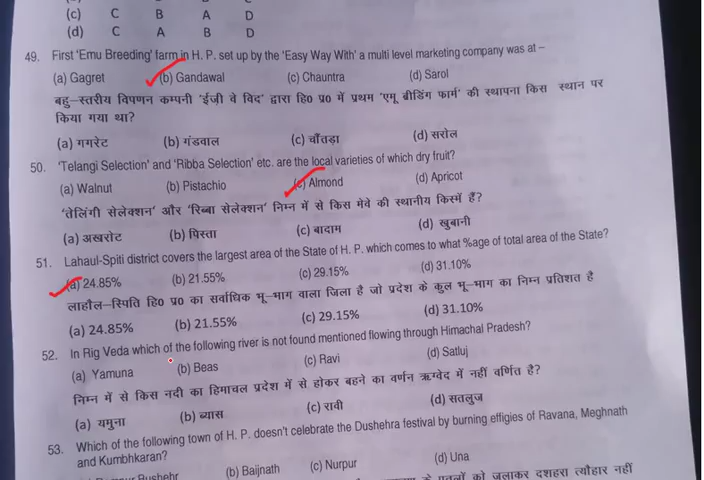 (c) C B A D
(d) C A B D
49. First 'Emu Breeding' farm in H. P. set up by the 'Easy Way With' a multi level marketing company was at –
(a) Gagret (b) Gandawal (c) Chauntra (d) Sarol
बहु–स्तरीय विपणन कम्पनी 'ईज़ी वे विद' द्वारा हि० प्र० में प्रथम 'एमू ब्रीडिंग फार्म' की स्थापना किस स्थान पर
किया गया था?
(a) गगरेट (b) गंडवाल (c) चौंतड़ा (d) सरोल
50. 'Telangi Selection' and 'Ribba Selection' etc. are the local varieties of which dry fruit?
(a) Walnut (b) Pistachio (c) Almond (d) Apricot
'तेलिंगी सेलेक्शन' और 'रिब्बा सेलेक्शन' निम्न में से किस मेवे की स्थानीय किस्में हैं?
(a) अखरोट (b) पिस्ता (c) बादाम (d) खुबानी
51. Lahaul-Spiti district covers the largest area of the State of H. P. which comes to what %age of total area of the State?
(a) 24.85% (b) 21.55% (c) 29.15% (d) 31.10%
लाहौल–स्पिति हि० प्र० का सर्वाधिक भू–भाग वाला जिला है जो प्रदेश के कुल भू–भाग का निम्न प्रतिशत है
(a) 24.85% (b) 21.55% (c) 29.15% (d) 31.10%
52. In Rig Veda which of the following river is not found mentioned flowing through Himachal Pradesh?
(a) Yamuna (b) Beas (c) Ravi (d) Satluj
निम्न में से किस नदी का हिमाचल प्रदेश में से होकर बहने का वर्णन ऋग्वेद में नहीं वर्णित है?
(a) यमुना (b) ब्यास (c) रावी (d) सतलुज
53. Which of the following town of H. P. doesn't celebrate the Dushehra festival by burning effigies of Ravana, Meghnath
and Kumbhkaran?
Bushehr (b) Baijnath (c) Nurpur (d) Una
के पुतलों को जलाकर दशहरा त्यौहार नहीं